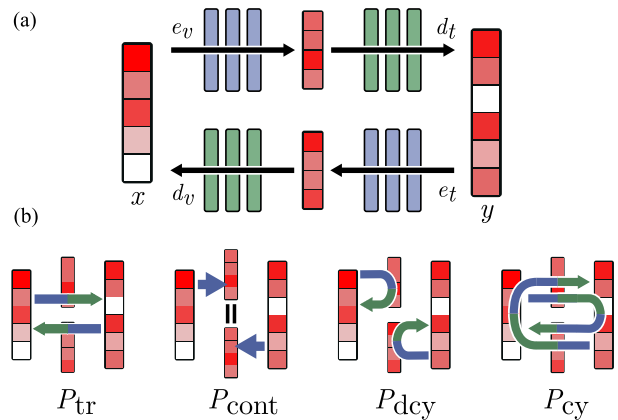 (a)
e_v
d_t
x
d_v
e_t
y
(b)
P_tr
P_cont
P_dcy
P_cy